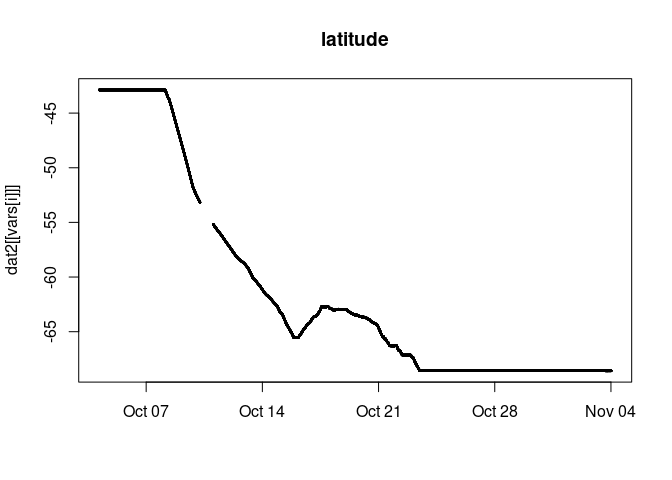 latitude
dat2[[vars[i]]]
-45
-50
-55
-60
-65
Oct 07
Oct 14
Oct 21
Oct 28
Nov 04